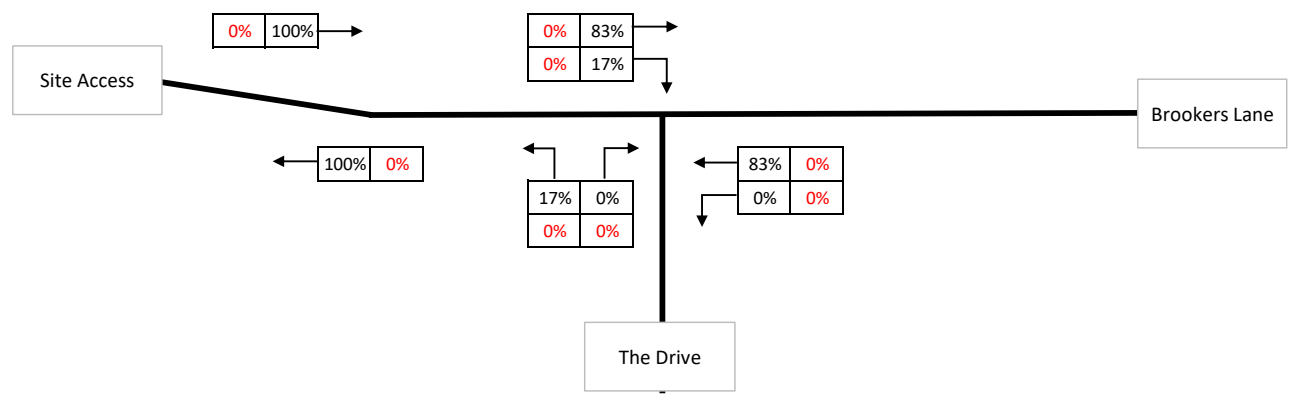 0% 100%
0% 83%
0% 17%
Site Access
Brookers Lane
100% 0%
83% 0%
0% 0%
17% 0%
0% 0%
The Drive